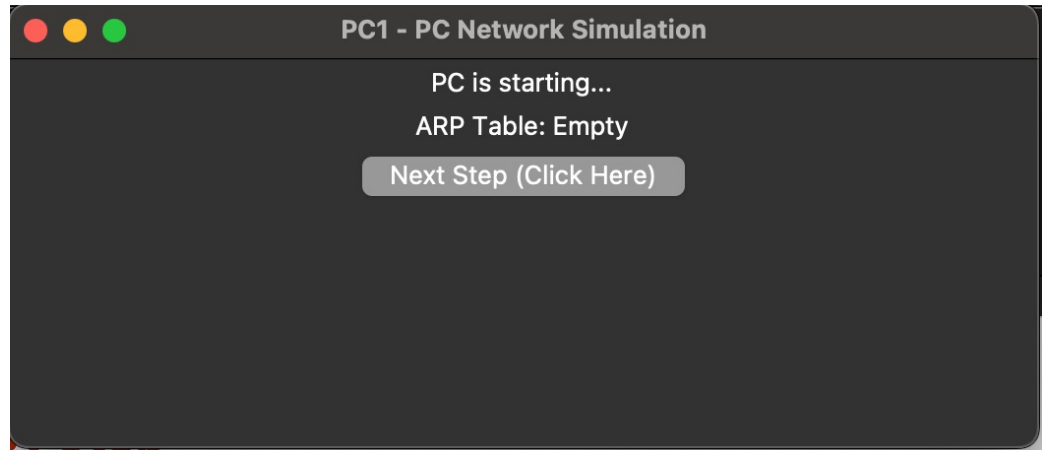 PC1 - PC Network Simulation
PC is starting...
ARP Table: Empty
Next Step (Click Here)